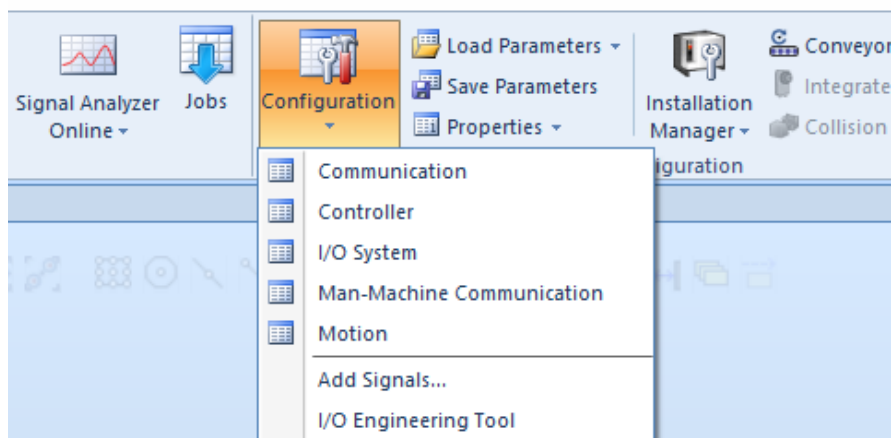 Signal Analyzer
Online
Jobs
Configuration
Load Parameters
Save Parameters
Properties
Installation
Manager
Conveyor
Integrate
Collision
iguration
Communication
Controller
I/O System
Man-Machine Communication
Motion
Add Signals...
I/O Engineering Tool